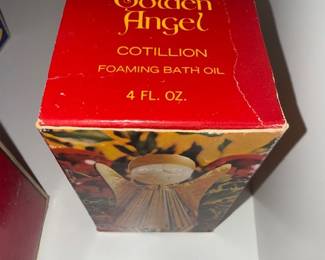 Golden
Angel
COTILLION
FOAMING BATH OIL
4 FL. OZ.